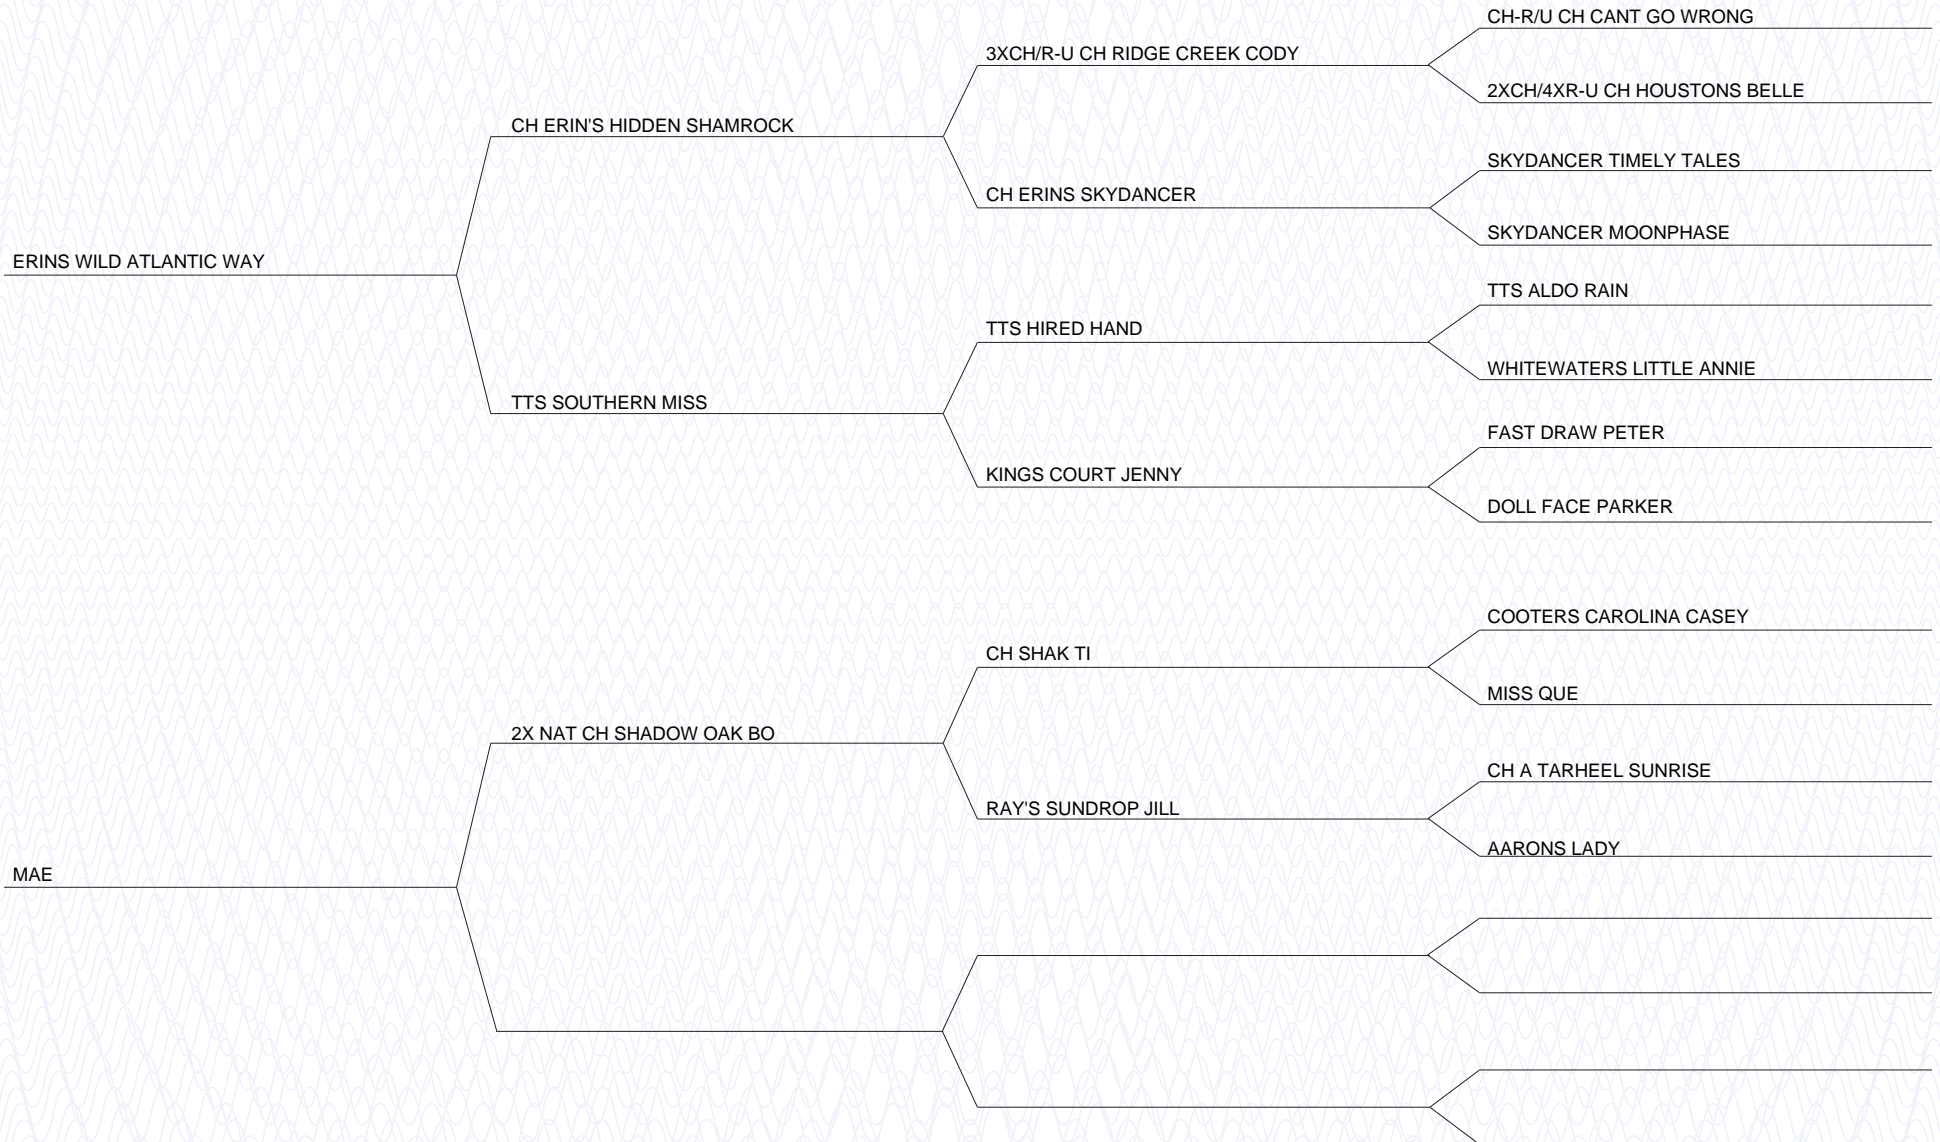 CH-R/U CH CANT GO WRONG
3XCH/R-U CH RIDGE CREEK CODY
2XCH/4XR-U CH HOUSTONS BELLE
CH ERIN'S HIDDEN SHAMROCK
SKYDANCER TIMELY TALES
CH ERINS SKYDANCER
SKYDANCER MOONPHASE
ERINS WILD ATLANTIC WAY
TTS ALDO RAIN
TTS HIRED HAND
WHITEWATERS LITTLE ANNIE
TTS SOUTHERN MISS
FAST DRAW PETER
KINGS COURT JENNY
DOLL FACE PARKER
COOTERS CAROLINA CASEY
CH SHAK TI
MISS QUE
2X NAT CH SHADOW OAK BO
CH A TARHEEL SUNRISE
RAY'S SUNDROP JILL
AARONS LADY
MAE